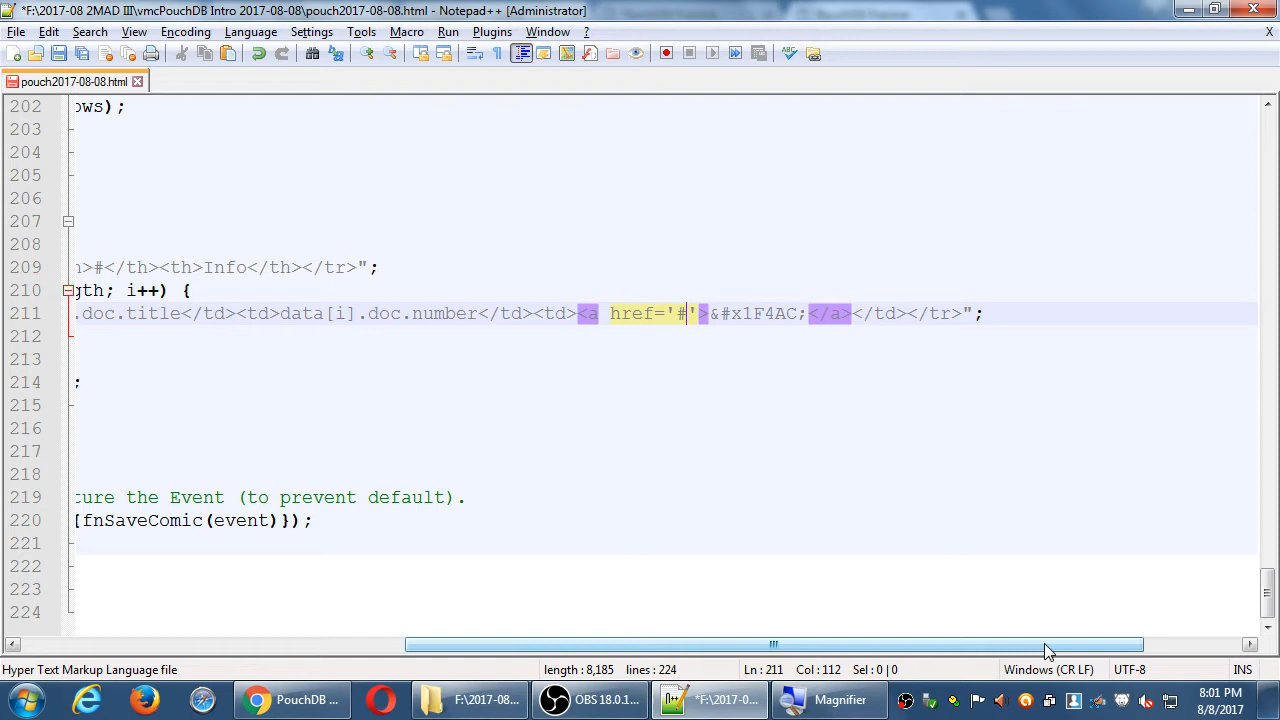 *F:\2017-08 2MAD III\vmcPouchDB Intro 2017-08-08\pouch2017-08-08.html - Notepad++ [Administrator]
File Edit Search View Encoding Language Settings Tools Macro Run Plugins Window ? X
pouch2017-08-08.html
202 ows);
203
204
205
206
207
208
209 >#</th><th>Info</th></tr>";
210 gth; i++) {
211 .doc.title</td><td>data[i].doc.number</td><td><a href='#'>&#x1F4AC;</a></td></tr>";
212
213
214 ;
215
216
217
218
219 ture the Event (to prevent default).
220 {fnSaveComic(event)});
221
222
223
224
Hyper Text Markup Language file length : 8,185 lines : 224 Ln : 211 Col : 112 Sel : 0 | 0 Windows (CR LF) UTF-8 INS
PouchDB ... F:\2017-08... OBS 18.0.1... *F:\2017-0... Magnifier 8:01 PM
8/8/2017